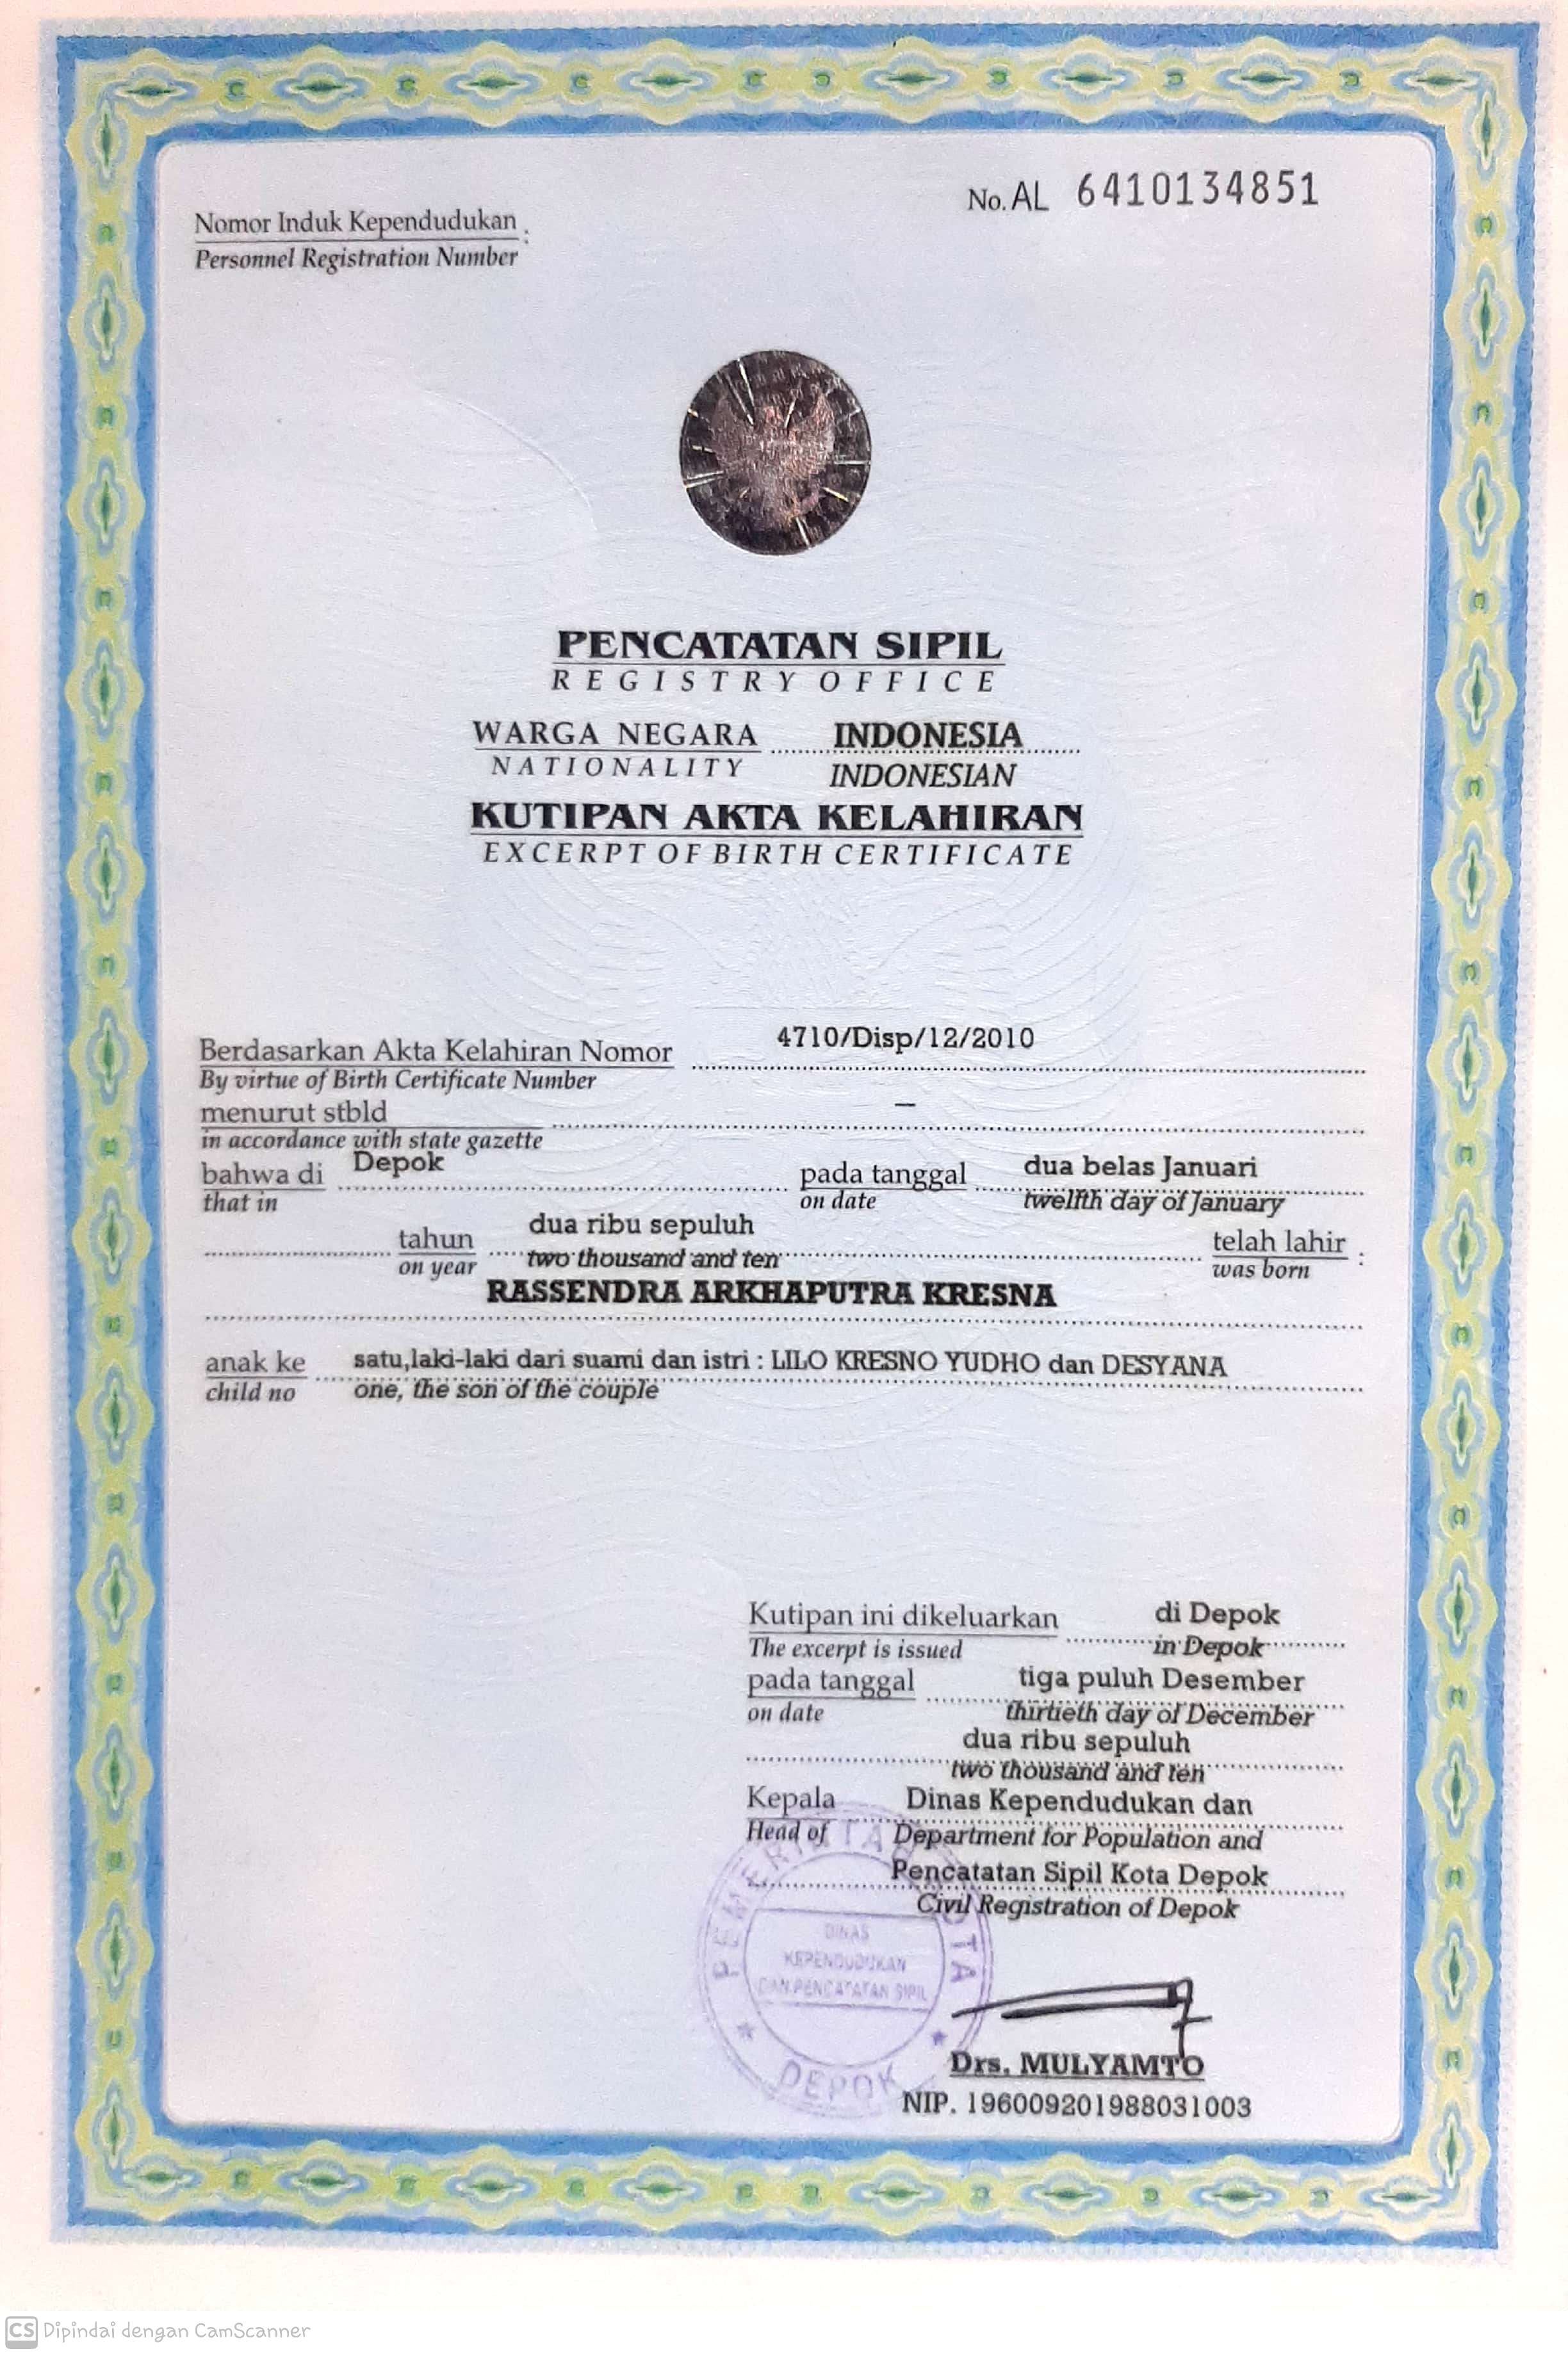 No. AL 6410134851
Nomor Induk Kependudukan :
Personnel Registration Number
PENCATATAN SIPIL
REGISTRY OFFICE
WARGA NEGARA INDONESIA
NATIONALITY INDONESIAN
KUTIPAN AKTA KELAHIRAN
EXCERPT OF BIRTH CERTIFICATE
Berdasarkan Akta Kelahiran Nomor 4710/Disp/12/2010
By virtue of Birth Certificate Number
menurut stbld –
in accordance with state gazette
bahwa di Depok pada tanggal dua belas Januari
that in on date twelfth day of January
tahun dua ribu sepuluh telah lahir :
on year two thousand and ten was born
RASSENDRA ARKHAPUTRA KRESNA
anak ke satu,laki-laki dari suami dan istri : LILO KRESNO YUDHO dan DESYANA
child no one, the son of the couple
Kutipan ini dikeluarkan di Depok
The excerpt is issued in Depok
pada tanggal tiga puluh Desember
on date thirtieth day of December
dua ribu sepuluh
two thousand and ten
Kepala Dinas Kependudukan dan
Head of Department for Population and
Pencatatan Sipil Kota Depok
Civil Registration of Depok
PEMERINTAH KOTA
DINAS
KEPENDUDUKAN
DAN PENCATATAN SIPIL
DEPOK
Drs. MULYAMTO
NIP. 196009201988031003
CS Dipindai dengan CamScanner